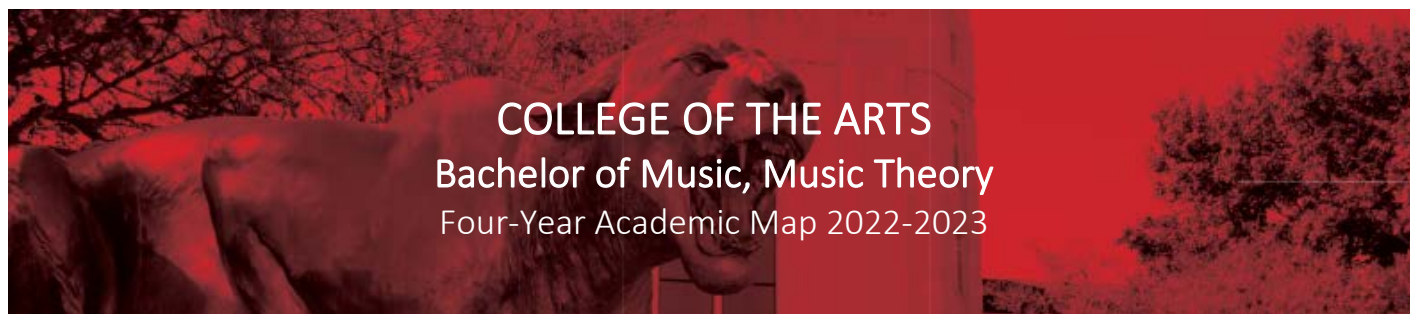 COLLEGE OF THE ARTS
Bachelor of Music, Music Theory
Four-Year Academic Map 2022-2023